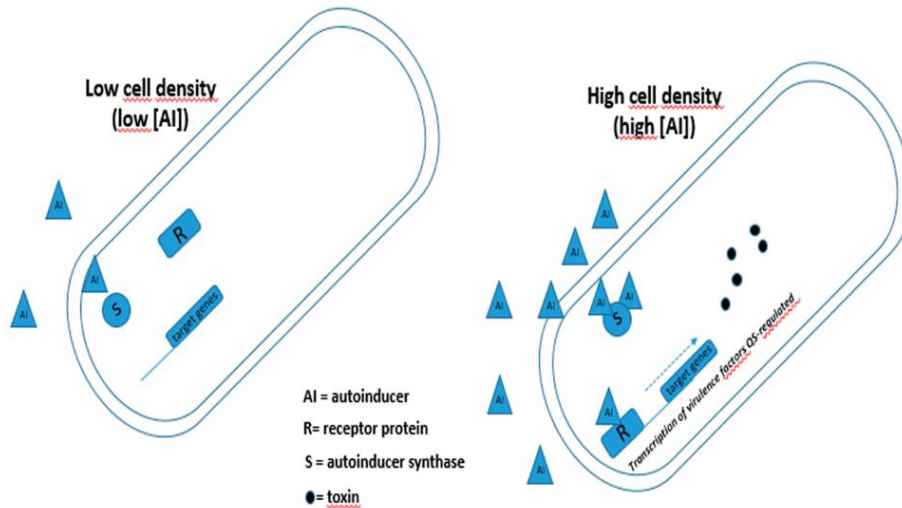 Low cell density
(low [AI])
AI
AI
AI
R
S
target genes
High cell density
(high [AI])
AI
AI
AI
AI
AI
AI
S
AI
target genes
AI
R
AI
Transcription of virulence factors QS-regulated
AI = autoinducer
R= receptor protein
S = autoinducer synthase
= toxin